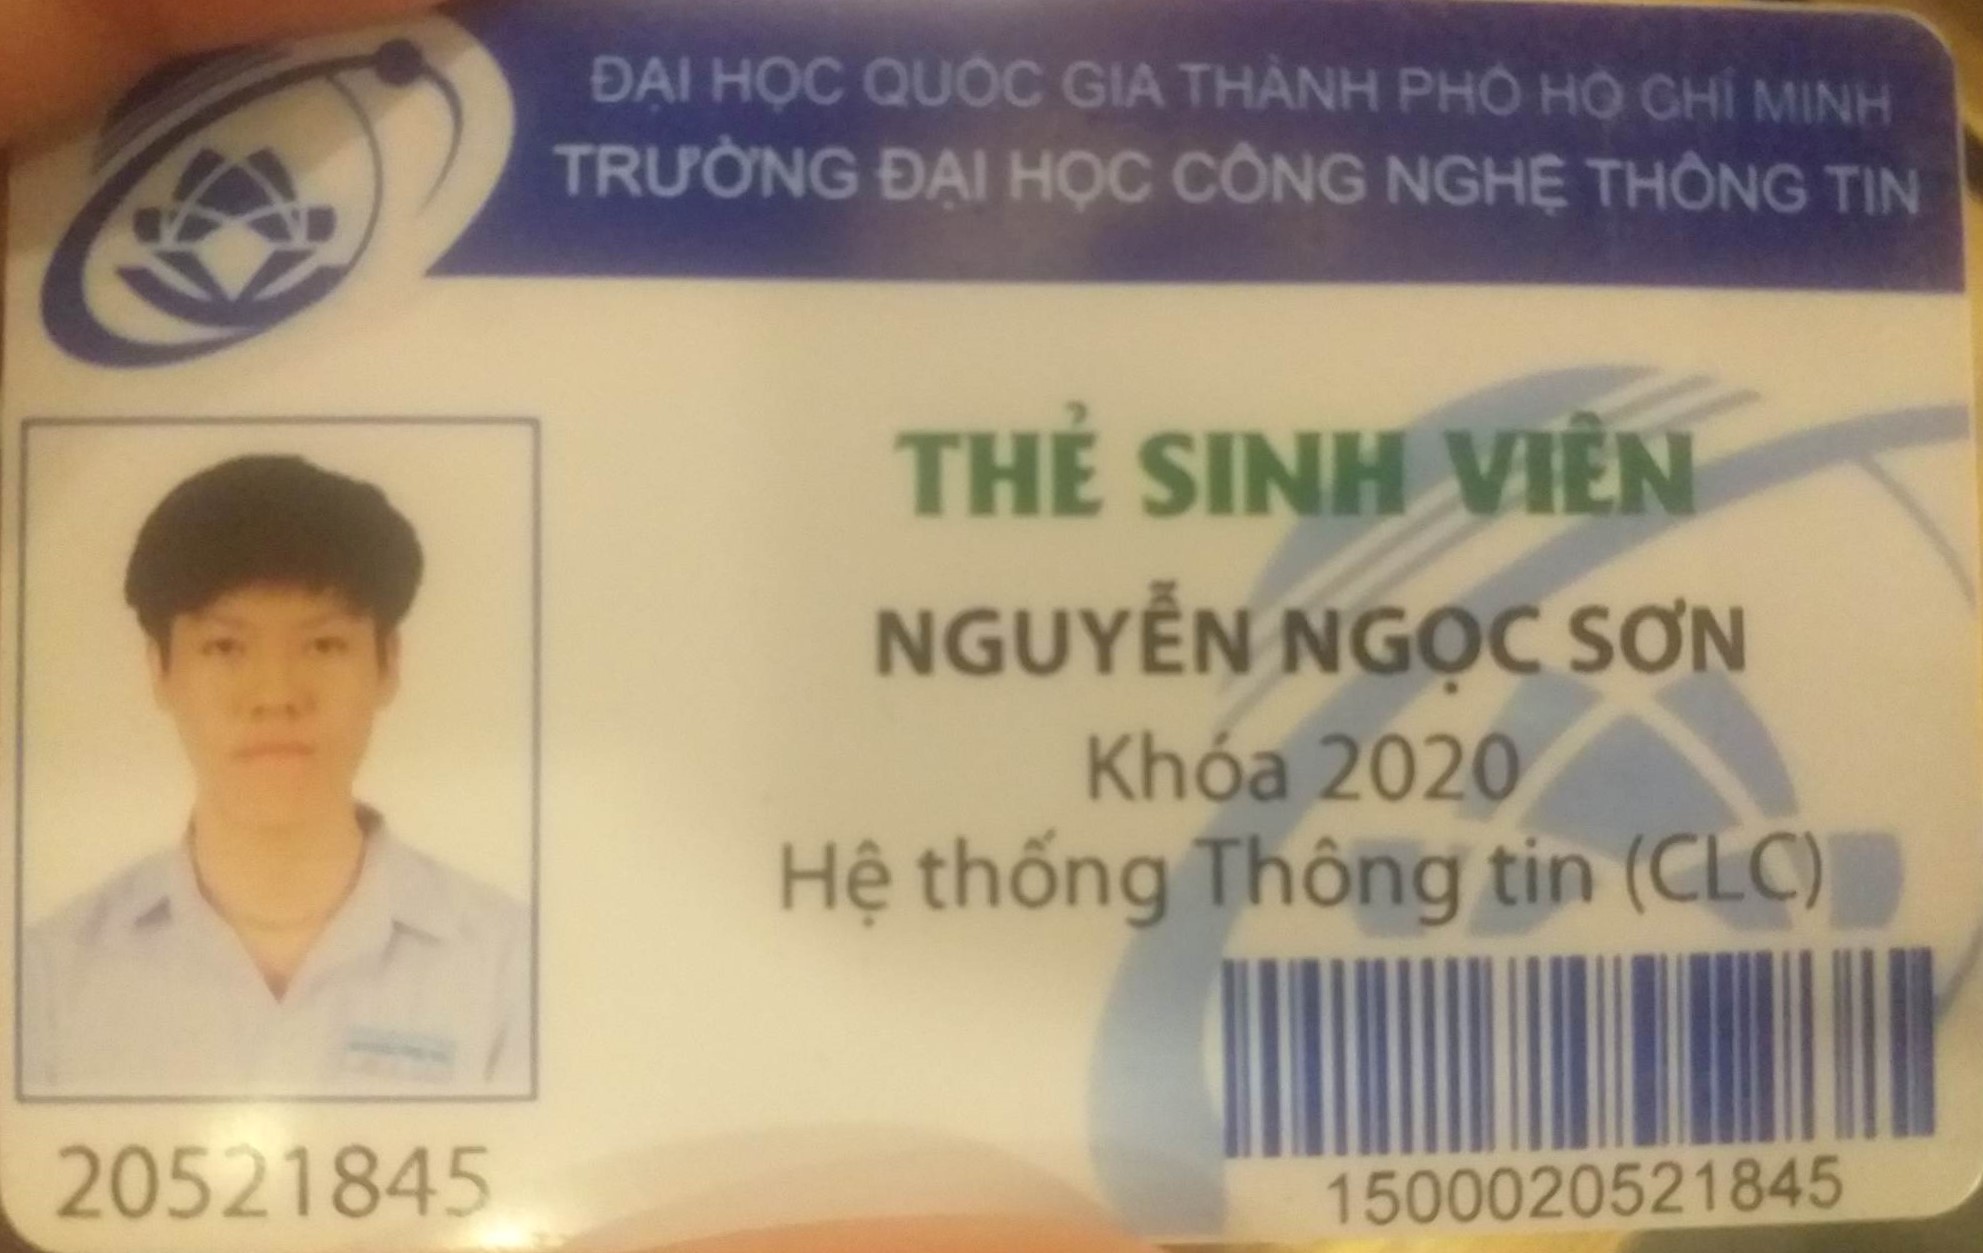 ĐẠI HỌC QUỐC GIA THÀNH PHỐ HỒ CHÍ MINH
TRƯỜNG ĐẠI HỌC CÔNG NGHỆ THÔNG TIN
THẺ SINH VIÊN
NGUYỄN NGỌC SƠN
Khóa 2020
Hệ thống Thông tin (CLC)
20521845
1500020521845